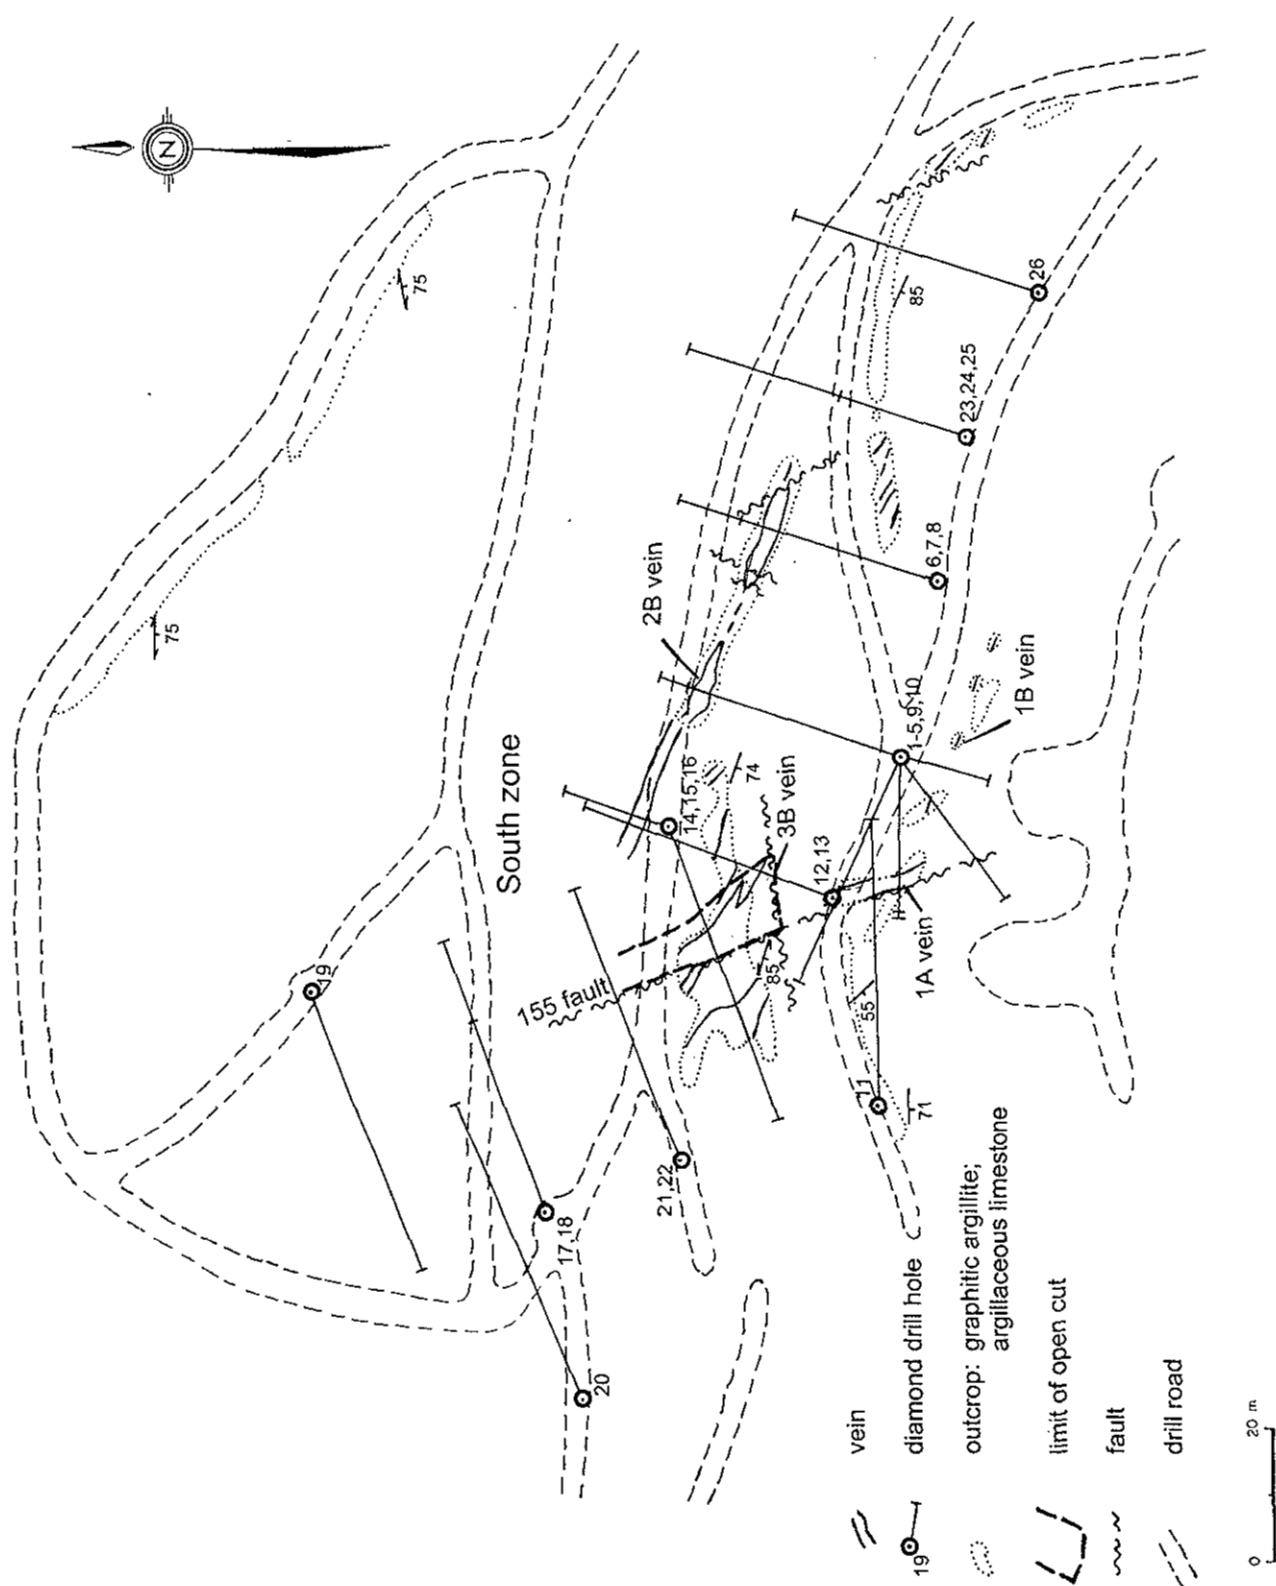 N
75
75
South zone
2B vein
26
85
23,24,25
6,7,8
1B vein
1-5,9,10
14,15,16
74
3B vein
12,13
1A vein
19
155 fault
85
55
11
71
21,22
17,18
20
vein
19
diamond drill hole
outcrop: graphitic argillite;
argillaceous limestone
limit of open cut
fault
drill road
0
20 m